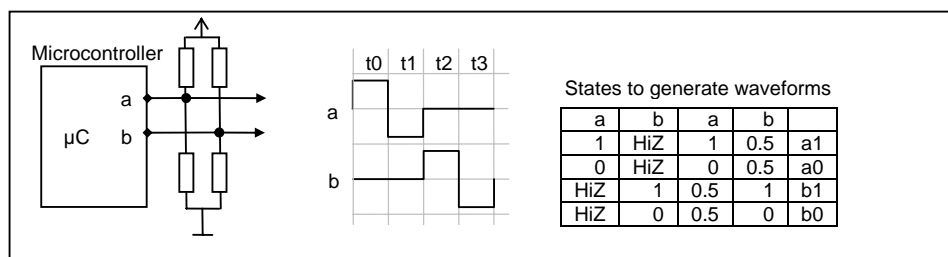 Microcontroller
a
b
µC
t0 t1 t2 t3
a
b
States to generate waveforms
a b a b
1 HiZ 1 0.5 a1
0 HiZ 0 0.5 a0
HiZ 1 0.5 1 b1
HiZ 0 0.5 0 b0